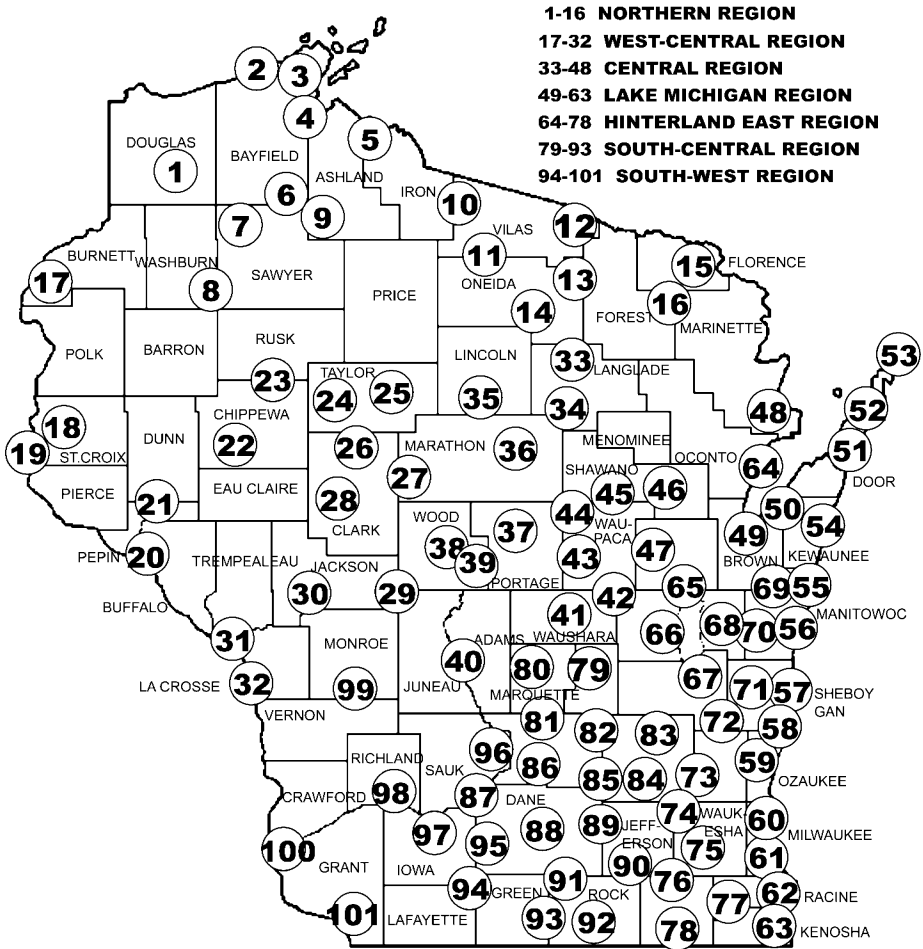 1-16 NORTHERN REGION
17-32 WEST-CENTRAL REGION
33-48 CENTRAL REGION
49-63 LAKE MICHIGAN REGION
64-78 HINTERLAND EAST REGION
79-93 SOUTH-CENTRAL REGION
94-101 SOUTH-WEST REGION
2
3
4
5
DOUGLAS
BAYFIELD
1
ASHLAND
6
IRON
9
10
7
12
VILAS
BURNETT
WASHBURN
11
15
FLORENCE
17
SAWYER
8
ONEIDA
13
PRICE
16
14
FOREST
MARINETTE
RUSK
POLK
BARRON
LINCOLN
33
53
23
TAYLOR
LANGLADE
24
25
35
34
48
52
18
CHIPPEWA
DUNN
22
26
MARATHON
36
MENOMINEE
51
19
ST.CROIX
OCONTO
64
SHAWANO
27
DOOR
PIERCE
EAU CLAIRE
45
46
21
28
50
CLARK
WOOD
37
44
WAU-
PACA
54
49
38
47
20
PEPIN
TREMPEALEAU
39
43
BROWN
KEWAUNEE
JACKSON
PORTAGE
30
29
42
65
69
55
BUFFALO
41
MANITOWOC
31
MONROE
ADAMS
WAUSHARA
66
68
70
56
40
80
79
67
32
LA CROSSE
99
JUNEAU
MARQUETTE
71
57
SHEBOY
GAN
VERNON
81
72
58
82
83
96
RICHLAND
SAUK
86
59
85
84
73
OZAUKEE
98
CRAWFORD
87
DANE
74
WAUK-
ESHA
60
89
JEFF-
ERSON
88
MILWAUKEE
97
95
75
100
61
GRANT
IOWA
90
94
GREEN
91
ROCK
76
62
RACINE
77
101
LAFAYETTE
93
92
78
63
KENOSHA